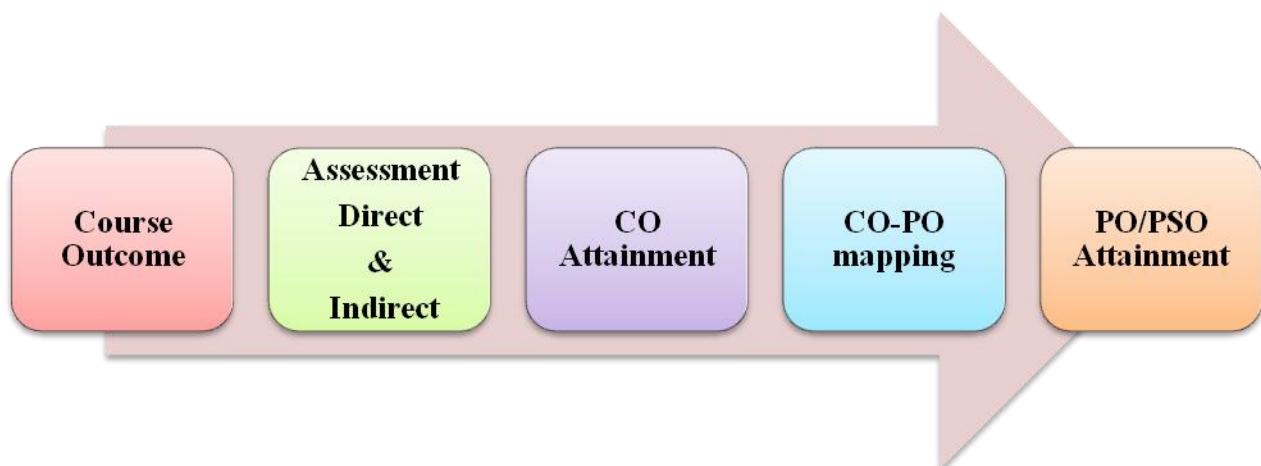 Course
Outcome
Assessment
Direct
&
Indirect
CO
Attainment
CO-PO
mapping
PO/PSO
Attainment